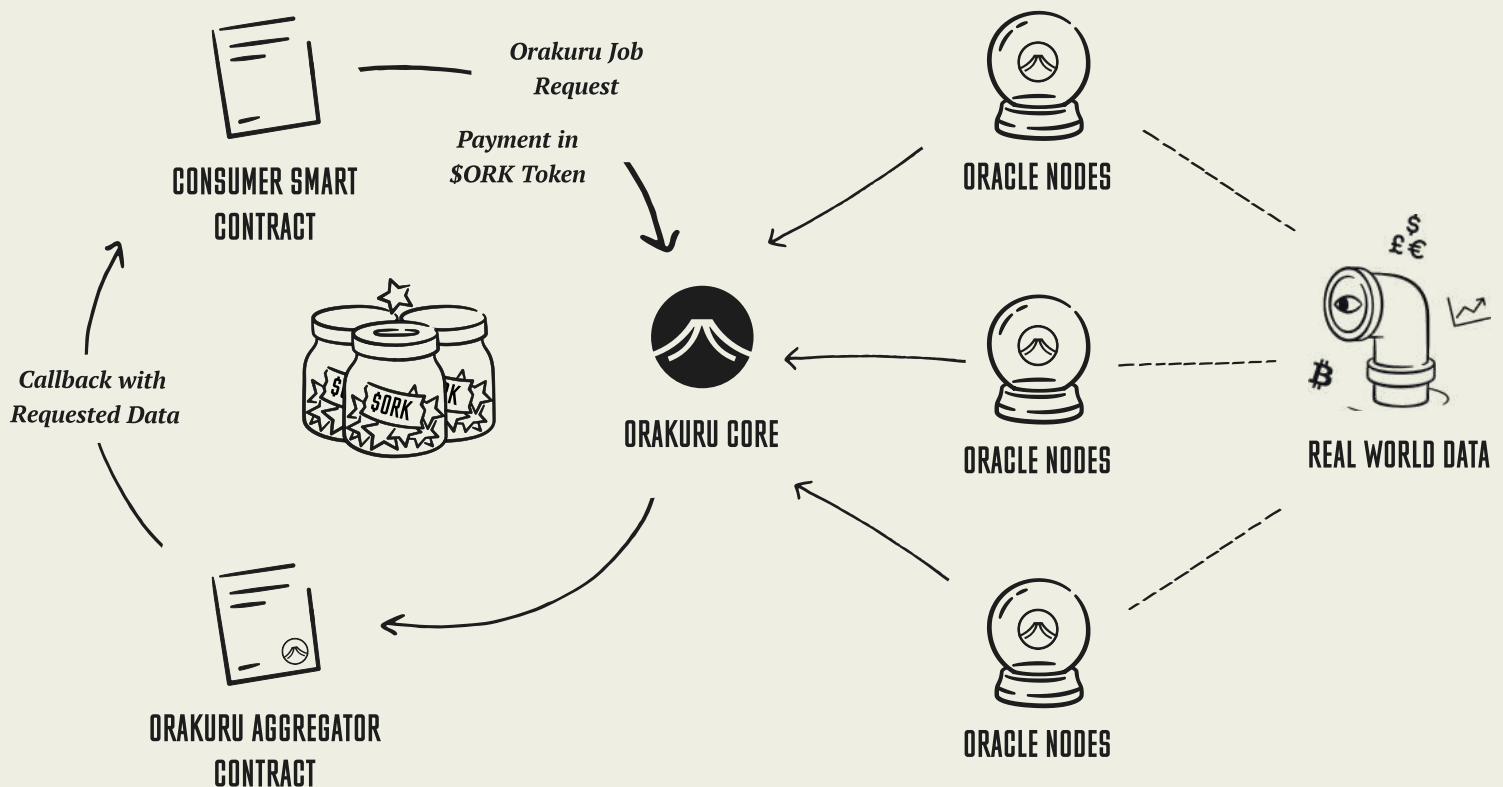 Orakuru Job
Request
Payment in
$ORK Token
CONSUMER SMART
CONTRACT
ORACLE NODES
$
£ €
₿
Callback with
Requested Data
$ORK
ORAKURU CORE
ORACLE NODES
REAL WORLD DATA
ORAKURU AGGREGATOR
CONTRACT
ORACLE NODES